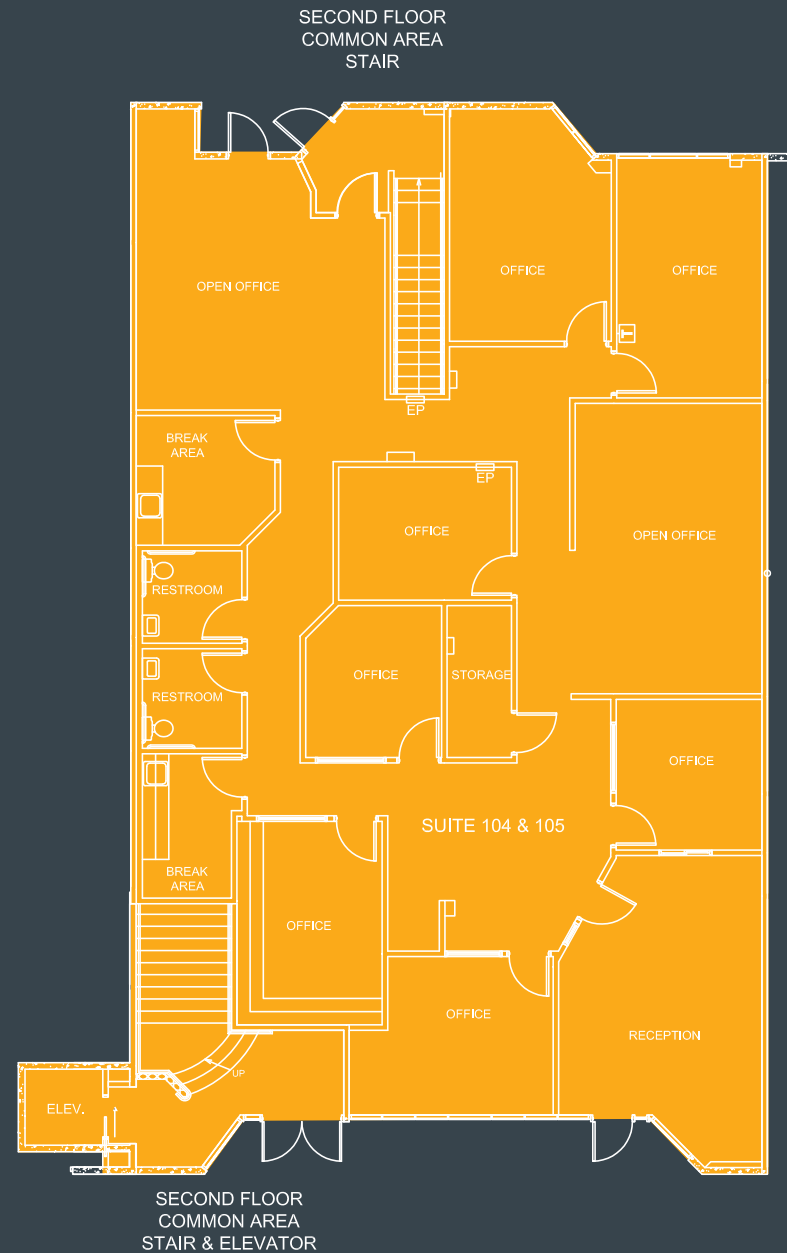 SECOND FLOOR
COMMON AREA
STAIR
OFFICE
OFFICE
OPEN OFFICE
T
EP
BREAK
AREA
EP
OFFICE
OPEN OFFICE
RESTROOM
OFFICE
STORAGE
RESTROOM
OFFICE
SUITE 104 & 105
BREAK
AREA
OFFICE
OFFICE
RECEPTION
UP
ELEV.
SECOND FLOOR
COMMON AREA
STAIR & ELEVATOR